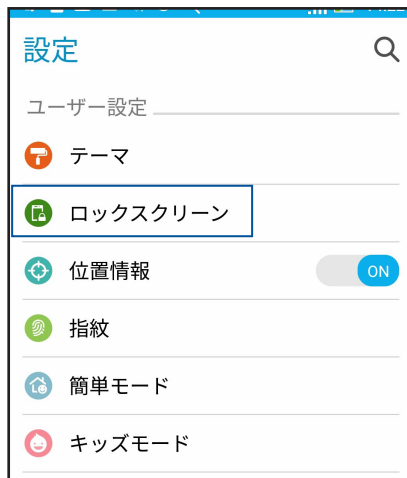 設定
ユーザー設定
テーマ
ロックスクリーン
位置情報
ON
指紋
簡単モード
キッズモード